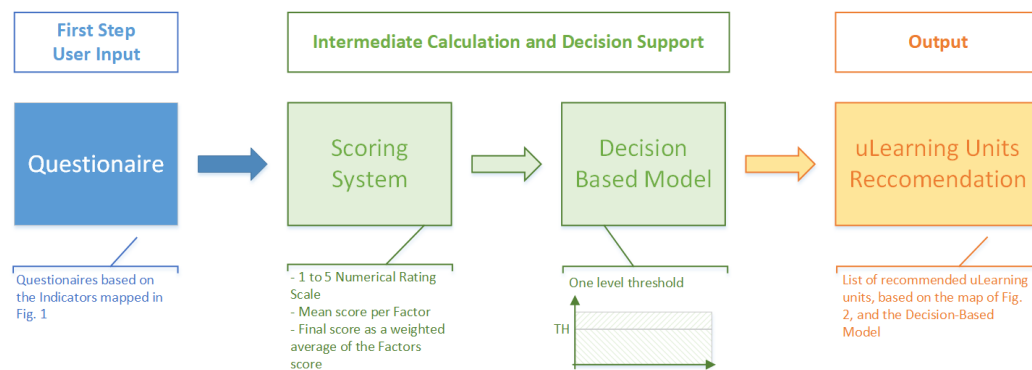 First Step
User Input
Intermediate Calculation and Decision Support
Output
Questionaire
Scoring
System
Decision
Based Model
uLearning Units
Reccomendation
Questionaires based on
the Indicators mapped in
Fig. 1
- 1 to 5 Numerical Rating
Scale
- Mean score per Factor
- Final score as a weighted
average of the Factors
score
One level threshold
TH
List of recommended uLearning
units, based on the map of Fig.
2, and the Decision-Based
Model